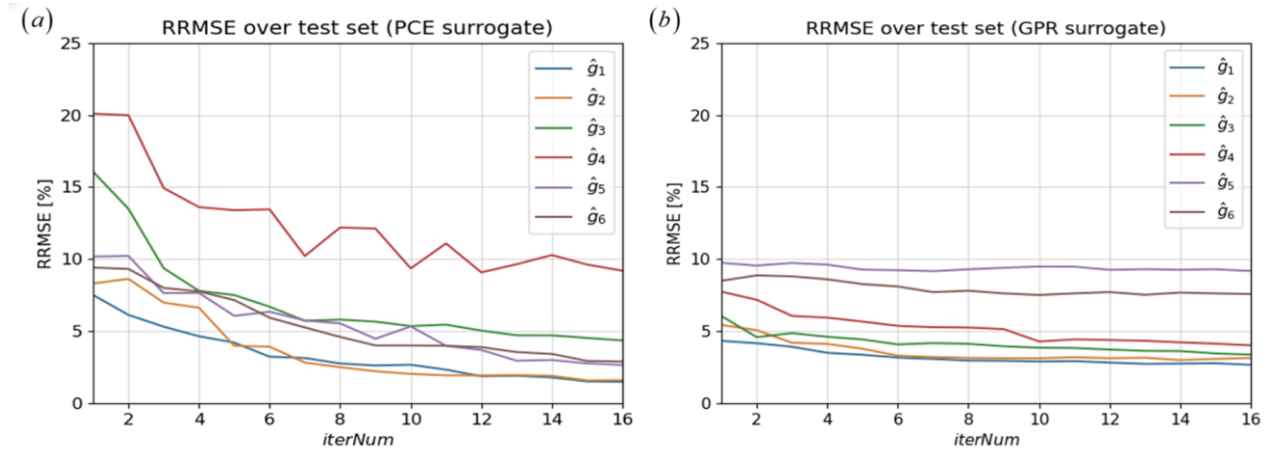 (a)
RRMSE over test set (PCE surrogate)
25
20
15
10
5
0
RRMSE [%]
2 4 6 8 10 12 14 16
iterNum
ĝ1
ĝ2
ĝ3
ĝ4
ĝ5
ĝ6
(b)
RRMSE over test set (GPR surrogate)
25
20
15
10
5
0
RRMSE [%]
2 4 6 8 10 12 14 16
iterNum
ĝ1
ĝ2
ĝ3
ĝ4
ĝ5
ĝ6